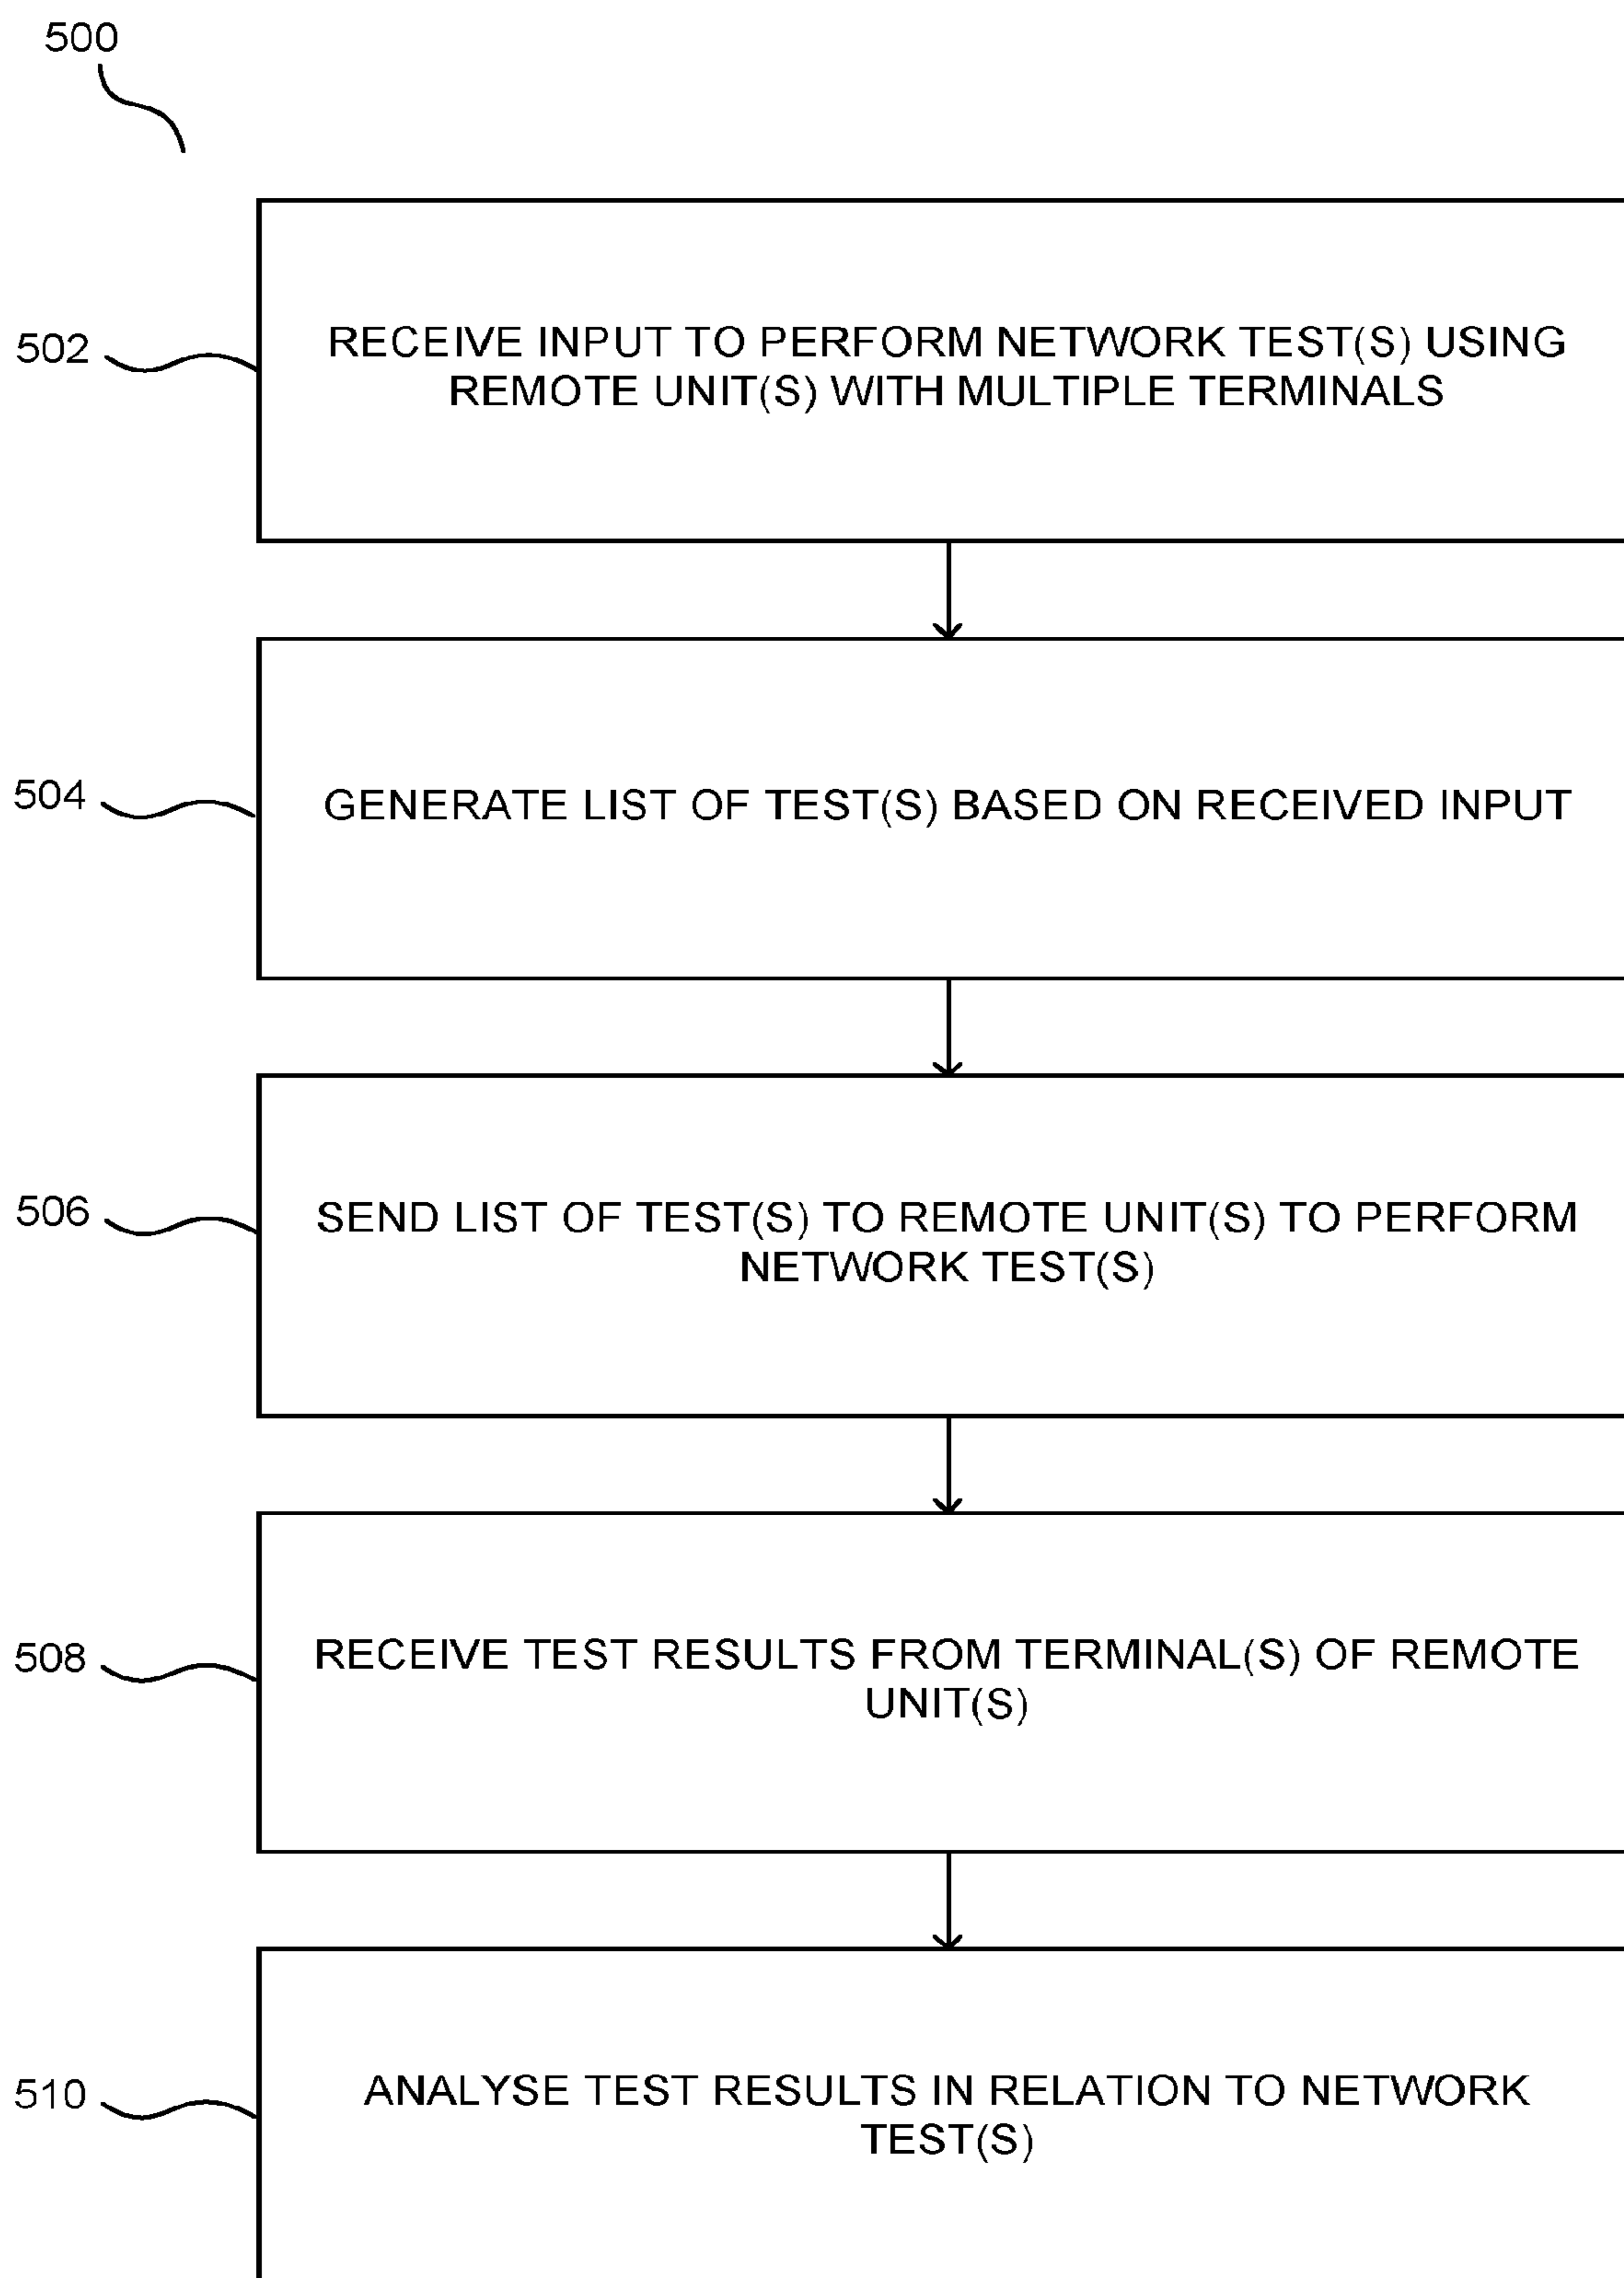 500
502
RECEIVE INPUT TO PERFORM NETWORK TEST(S) USING
REMOTE UNIT(S) WITH MULTIPLE TERMINALS
504
GENERATE LIST OF TEST(S) BASED ON RECEIVED INPUT
506
SEND LIST OF TEST(S) TO REMOTE UNIT(S) TO PERFORM
NETWORK TEST(S)
508
RECEIVE TEST RESULTS FROM TERMINAL(S) OF REMOTE
UNIT(S)
510
ANALYSE TEST RESULTS IN RELATION TO NETWORK
TEST(S)